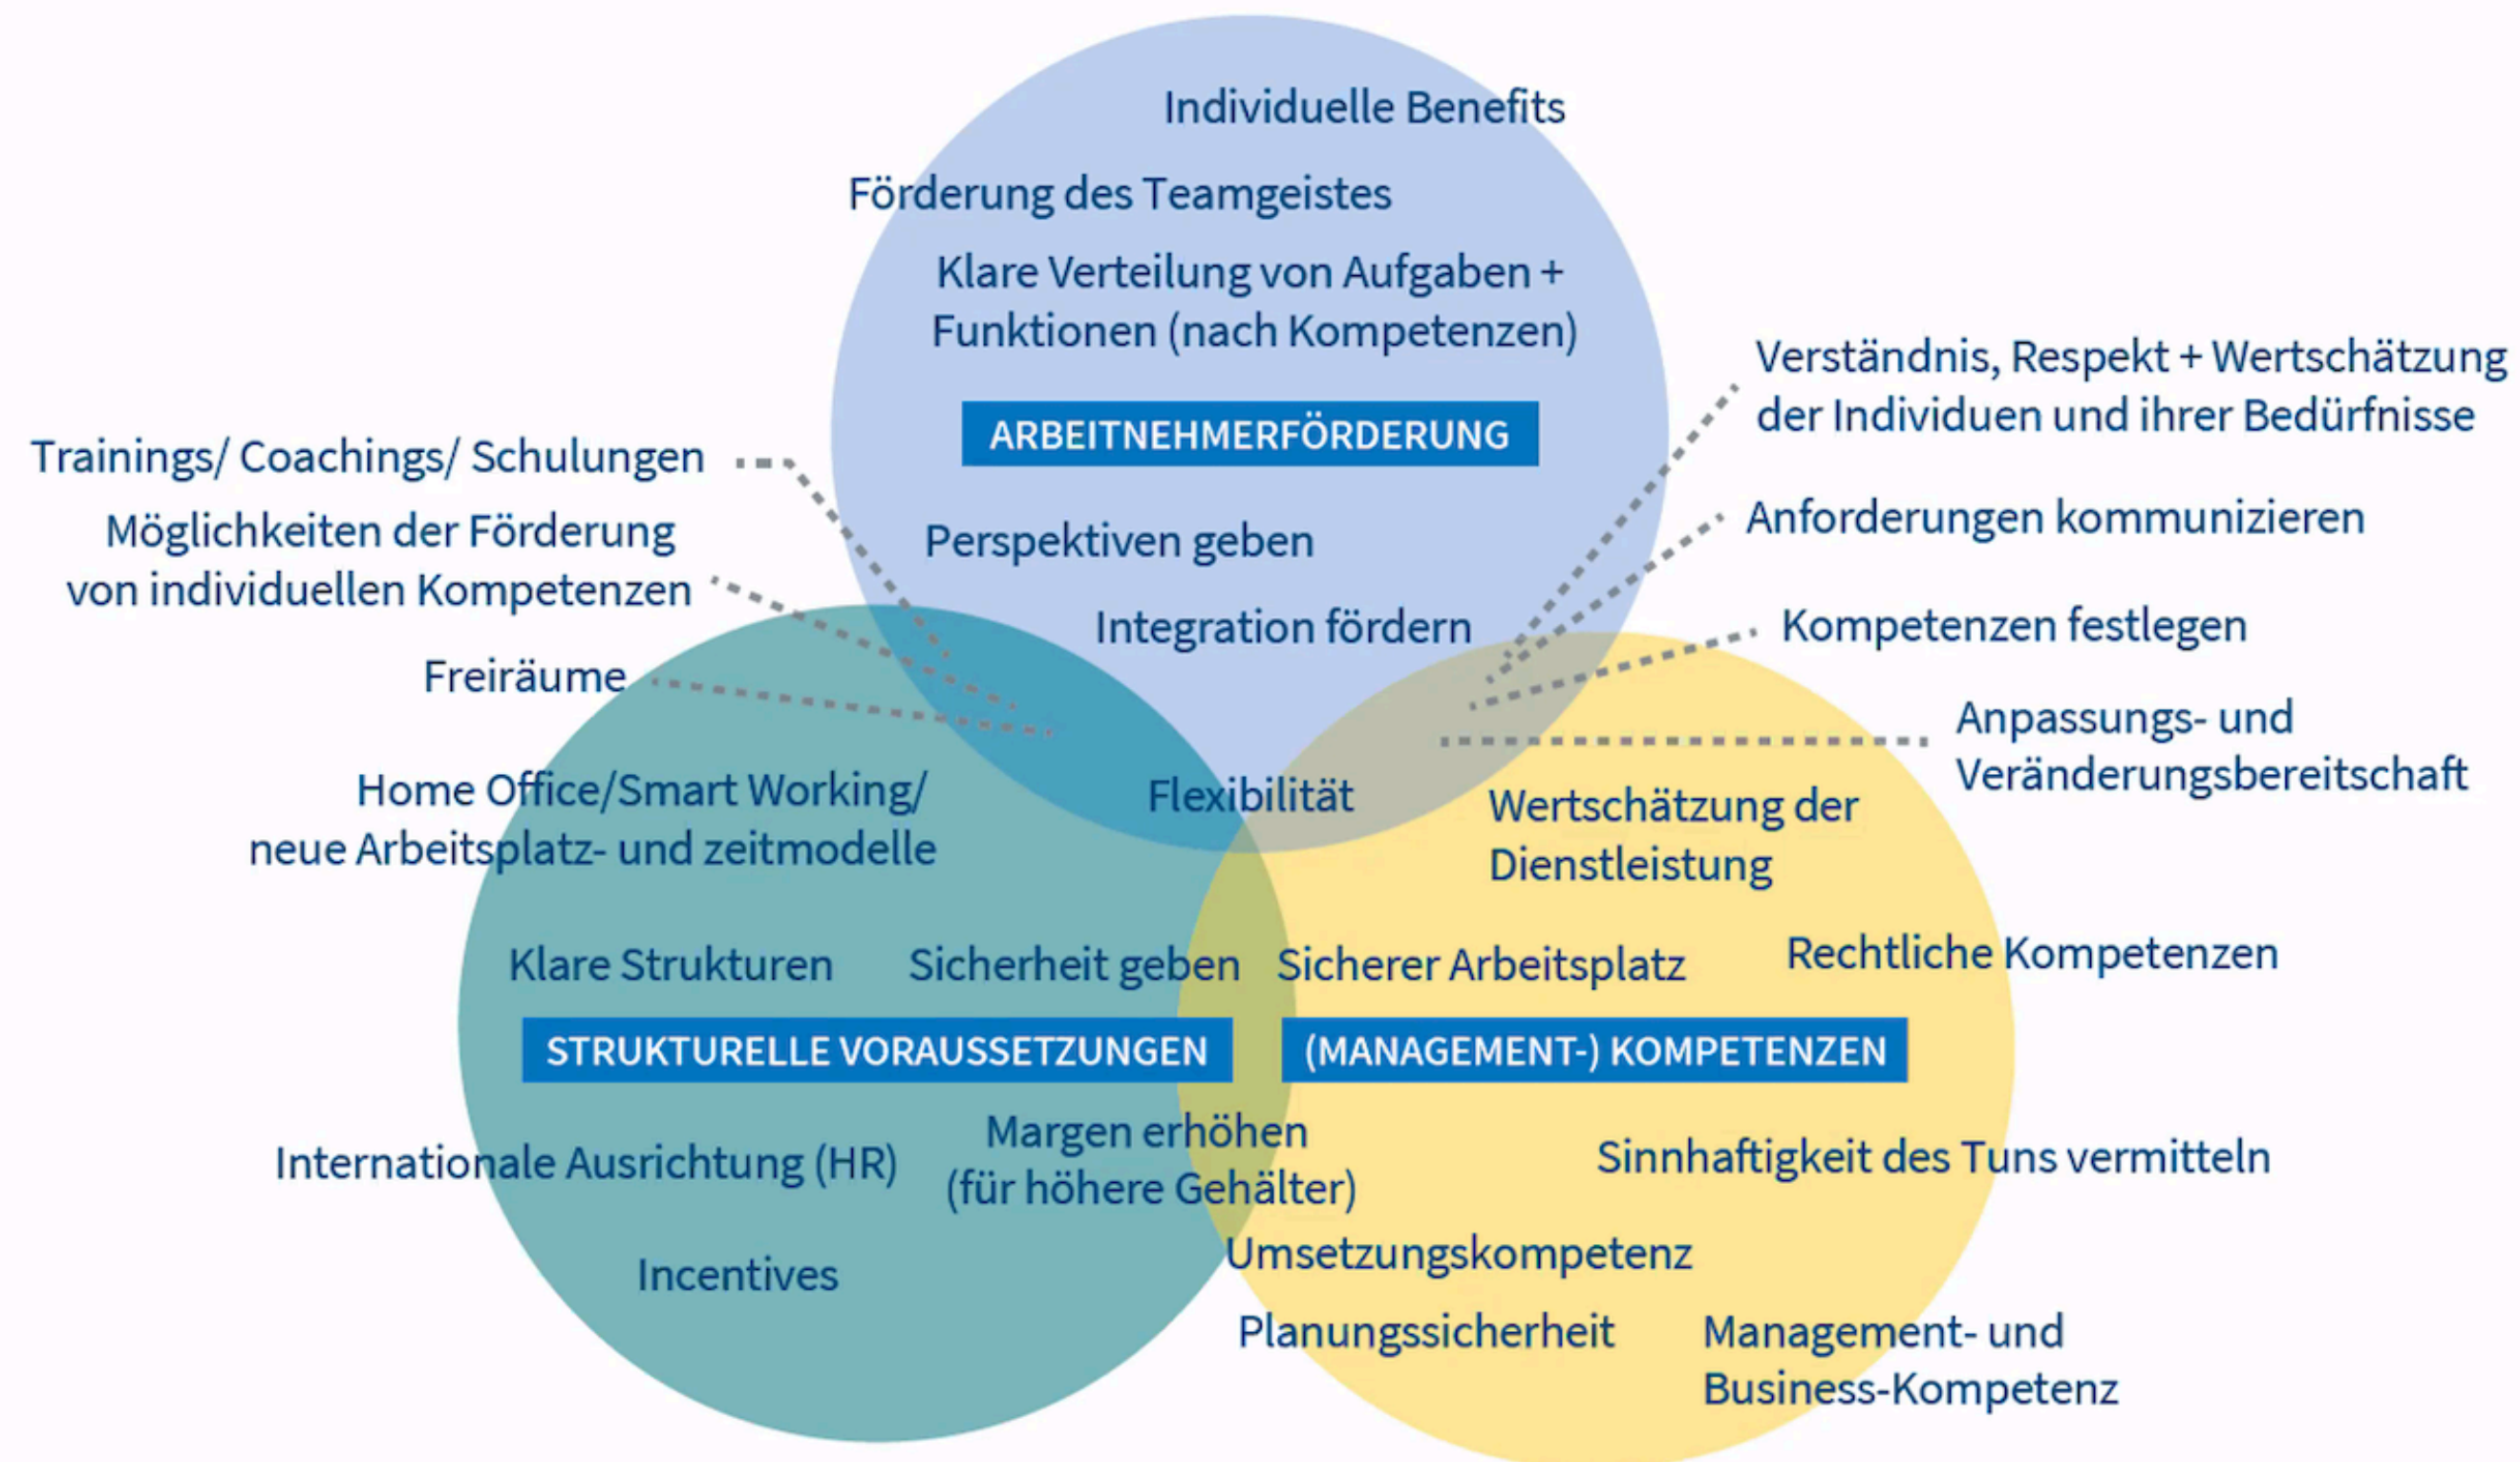 Individuelle Benefits
Förderung des Teamgeistes
Klare Verteilung von Aufgaben +
Funktionen (nach Kompetenzen)
ARBEITNEHMERFÖRDERUNG
Perspektiven geben
Integration fördern
Trainings/ Coachings/ Schulungen
Möglichkeiten der Förderung
von individuellen Kompetenzen
Freiräume
Verständnis, Respekt + Wertschätzung
der Individuen und ihrer Bedürfnisse
Anforderungen kommunizieren
Kompetenzen festlegen
Anpassungs- und
Veränderungsbereitschaft
Flexibilität
Home Office/Smart Working/
neue Arbeitsplatz- und zeitmodelle
Klare Strukturen
Sicherheit geben
STRUKTURELLE VORAUSSETZUNGEN
Internationale Ausrichtung (HR)
Margen erhöhen
(für höhere Gehälter)
Incentives
Wertschätzung der
Dienstleistung
Sicherer Arbeitsplatz
Rechtliche Kompetenzen
(MANAGEMENT-) KOMPETENZEN
Sinnhaftigkeit des Tuns vermitteln
Umsetzungskompetenz
Planungssicherheit
Management- und
Business-Kompetenz